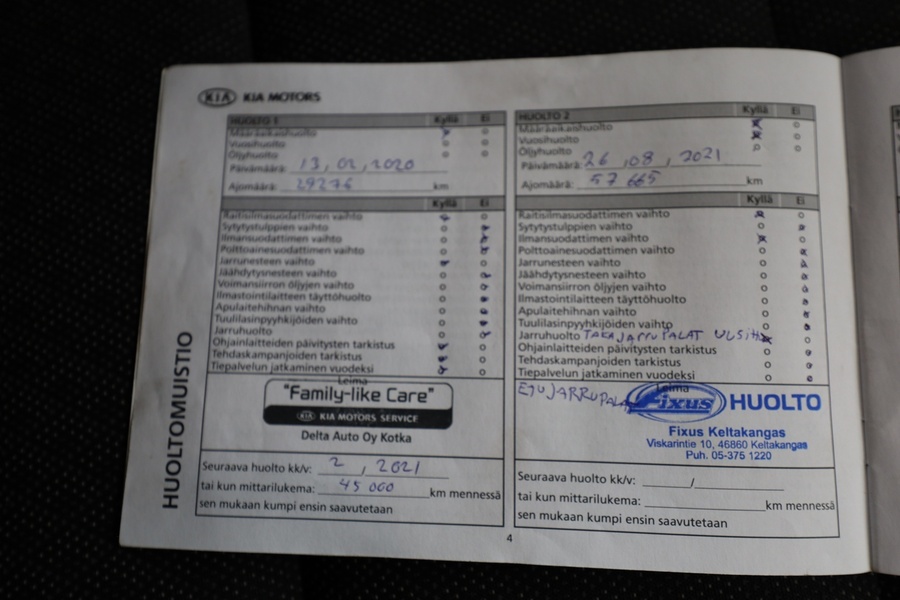 KIA KIA MOTORS
HUOLTO 1 Kyllä Ei
Määräaikaishuolto
Vuosihuolto
Öljyhuolto
Päivämäärä: 13, 02, 2020
Ajomäärä: 29276 km
Kyllä Ei
Raitisilmasuodattimen vaihto
Sytytystulppien vaihto
Ilmansuodattimen vaihto
Polttoainesuodattimen vaihto
Jarrunesteen vaihto
Jäähdytysnesteen vaihto
Voimansiirron öljyjen vaihto
Ilmastointilaitteen täyttöhuolto
Apulaitehihnan vaihto
Tuulilasinpyyhkijöiden vaihto
Jarruhuolto
Ohjainlaitteiden päivitysten tarkistus
Tehdaskampanjoiden tarkistus
Tiepalvelun jatkaminen vuodeksi
Leima
"Family-like Care"
KIA KIA MOTORS SERVICE
Delta Auto Oy Kotka
Seuraava huolto kk/v: 2 , 2021
tai kun mittarilukema: 45 000 km mennessä
sen mukaan kumpi ensin saavutetaan
HUOLTO 2 Kyllä Ei
Määräaikaishuolto
Vuosihuolto
Öljyhuolto
Päivämäärä: 26 , 08 , 2021
Ajomäärä: 57 665 km
Kyllä Ei
Raitisilmasuodattimen vaihto
Sytytystulppien vaihto
Ilmansuodattimen vaihto
Polttoainesuodattimen vaihto
Jarrunesteen vaihto
Jäähdytysnesteen vaihto
Voimansiirron öljyjen vaihto
Ilmastointilaitteen täyttöhuolto
Apulaitehihnan vaihto
Tuulilasinpyyhkijöiden vaihto
Jarruhuolto TAKAJARRUPALAT UUSITTU
Ohjainlaitteiden päivitysten tarkistus
Tehdaskampanjoiden tarkistus
Tiepalvelun jatkaminen vuodeksi
Leima
ETUJARRUPALAT
Fixus HUOLTO
Fixus Keltakangas
Viskarintie 10, 46860 Keltakangas
Puh. 05-375 1220
Seuraava huolto kk/v: /
tai kun mittarilukema: km mennessä
sen mukaan kumpi ensin saavutetaan
HUOLTOMUISTIO
4